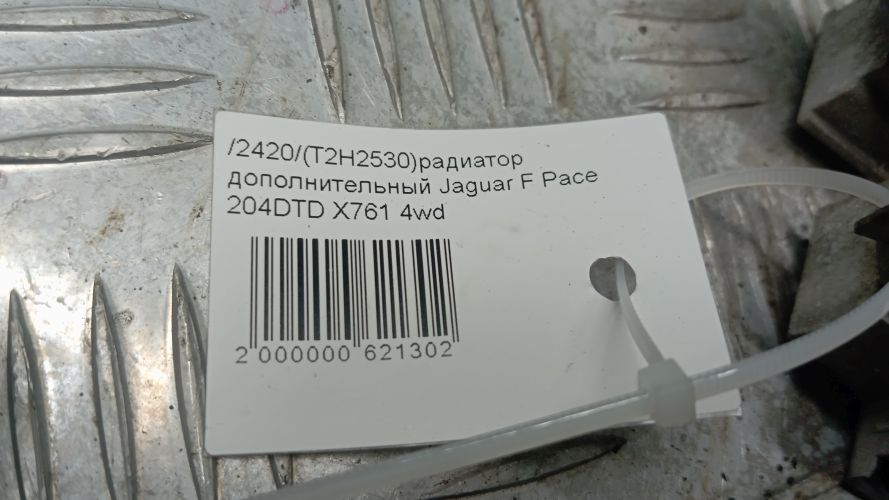 /2420/(T2H2530)радиатор
дополнительный Jaguar F Pace
204DTD X761 4wd
2 000000 621302